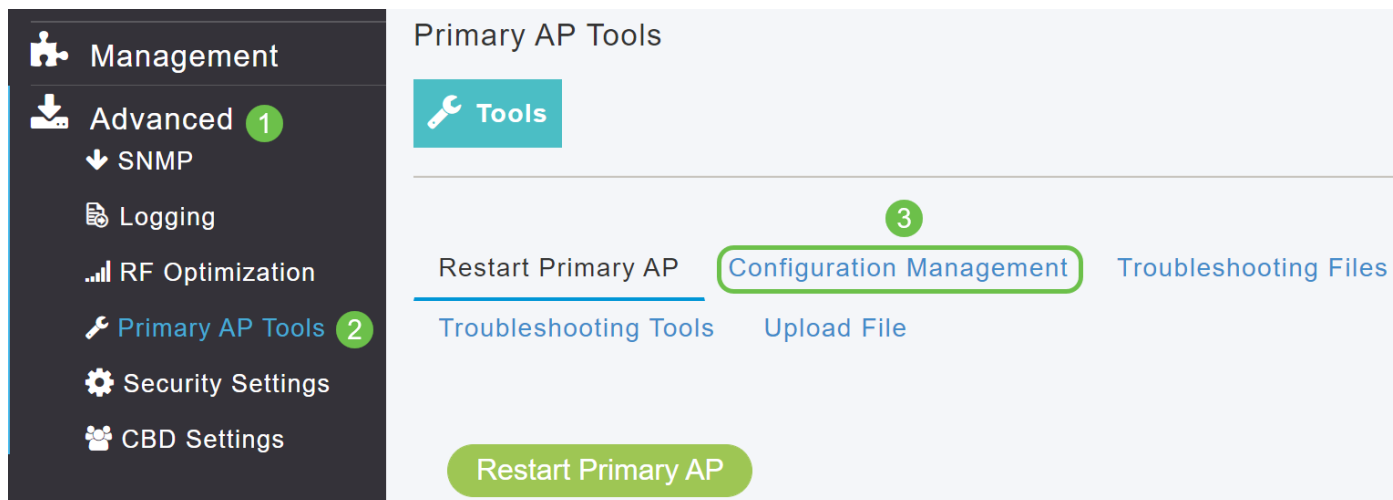 Management
Advanced 1
SNMP
Logging
RF Optimization
Primary AP Tools 2
Security Settings
CBD Settings
Primary AP Tools
Tools
3
Restart Primary AP Configuration Management Troubleshooting Files
Troubleshooting Tools Upload File
Restart Primary AP